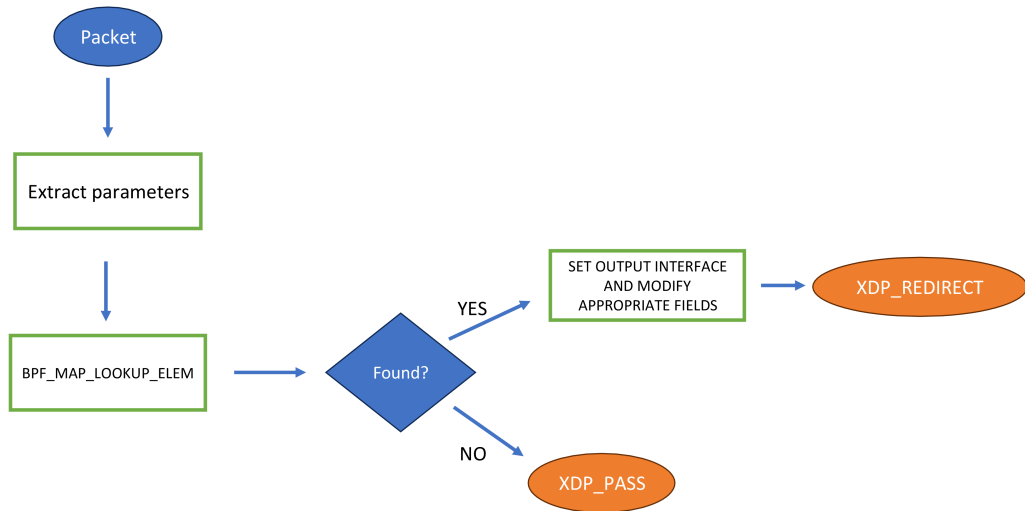 Packet
Extract parameters
BPF_MAP_LOOKUP_ELEM
Found?
YES
SET OUTPUT INTERFACE
AND MODIFY
APPROPRIATE FIELDS
XDP_REDIRECT
NO
XDP_PASS